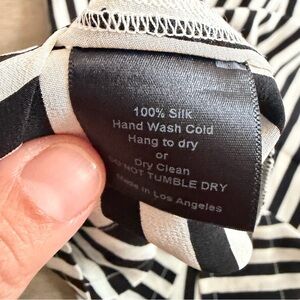 100% Silk
Hand Wash Cold
Hang to dry
or
Dry Clean
DO NOT TUMBLE DRY
Made in Los Angeles